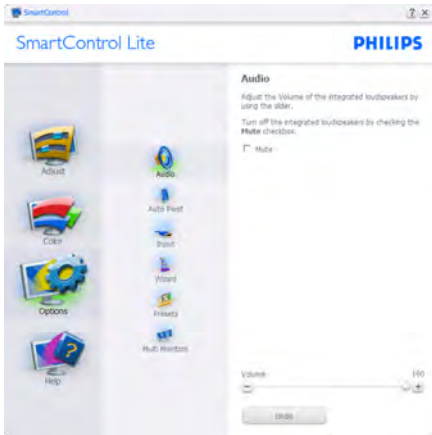 SmartControl
? ×
SmartControl Lite
PHILIPS
Audio
Adjust the Volume of the integrated loudspeakers by
using the slider.
Turn off the integrated loudspeakers by checking the
Mute checkbox.
Mute
Adjust
Color
Options
Help
Audio
Auto Pivot
Input
Wizard
Presets
Multi Monitors
Volume
Undo